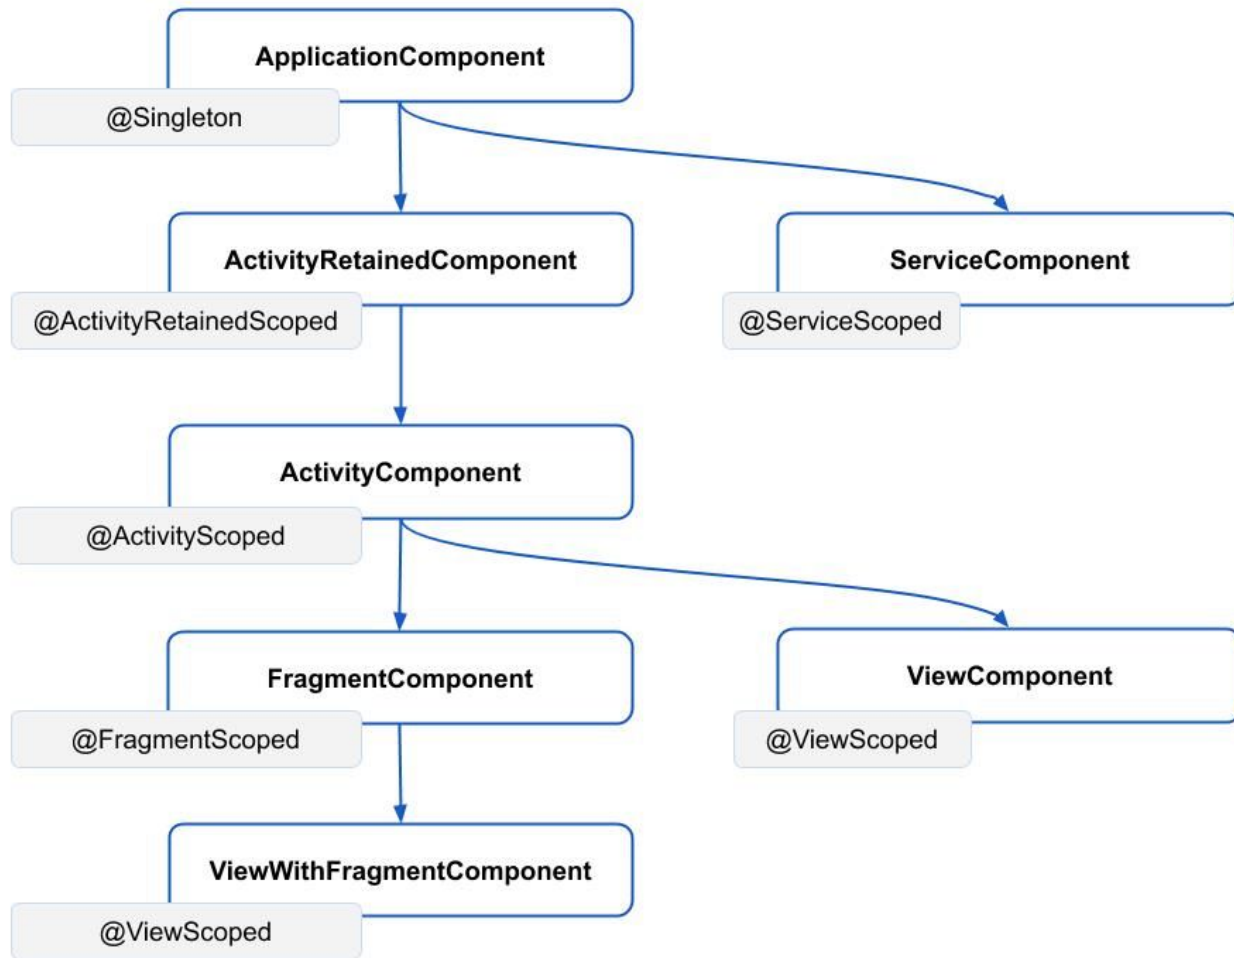 ApplicationComponent
@Singleton
ActivityRetainedComponent
@ActivityRetainedScoped
ServiceComponent
@ServiceScoped
ActivityComponent
@ActivityScoped
FragmentComponent
@FragmentScoped
ViewComponent
@ViewScoped
ViewWithFragmentComponent
@ViewScoped